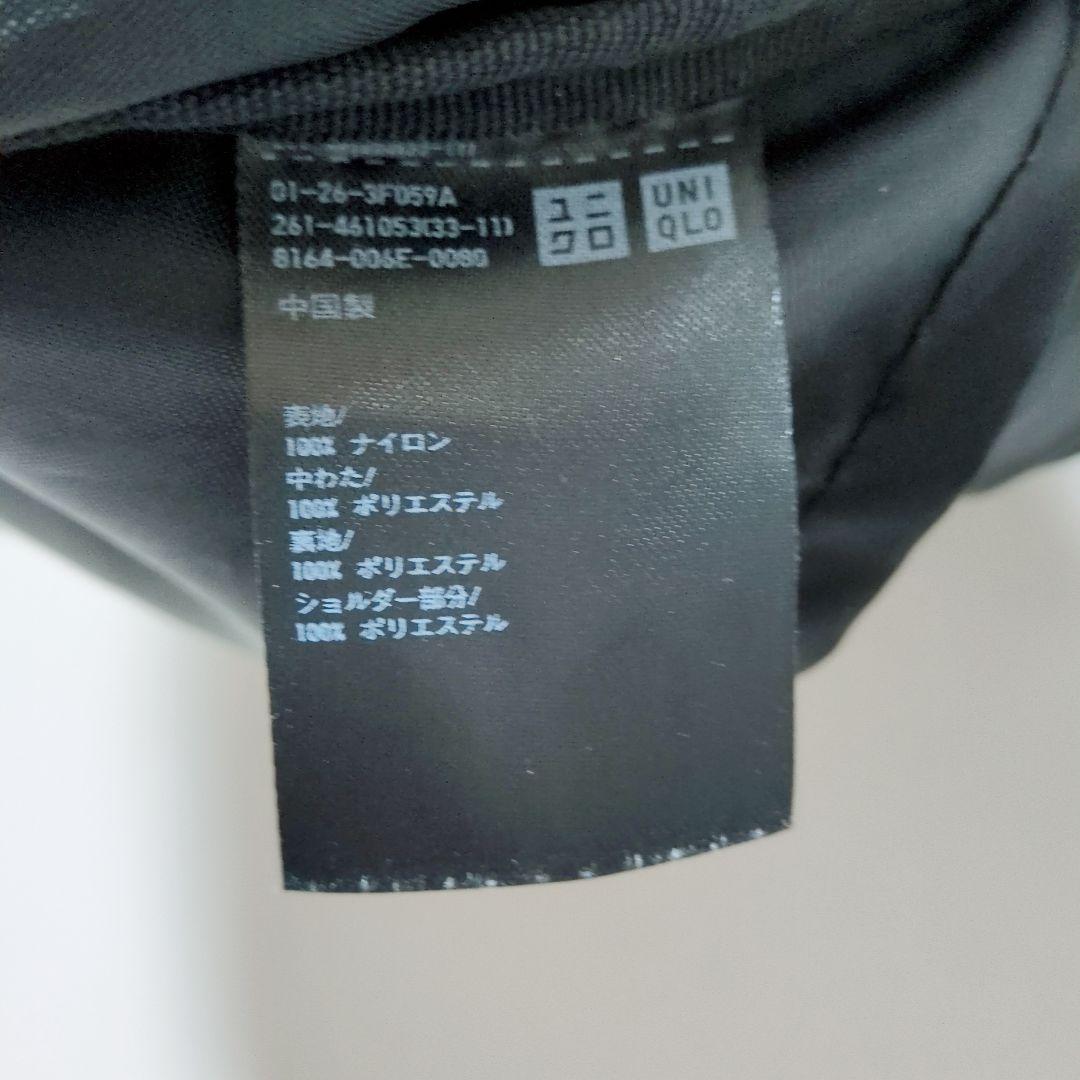 01-26-3F059A
261-461053(33-11)
8164-006E-0080
ユニ
クロ
UNI
QLO
中国製
表地/
100% ナイロン
中わた/
100% ポリエステル
裏地/
100% ポリエステル
ショルダー部分/
100% ポリエステル